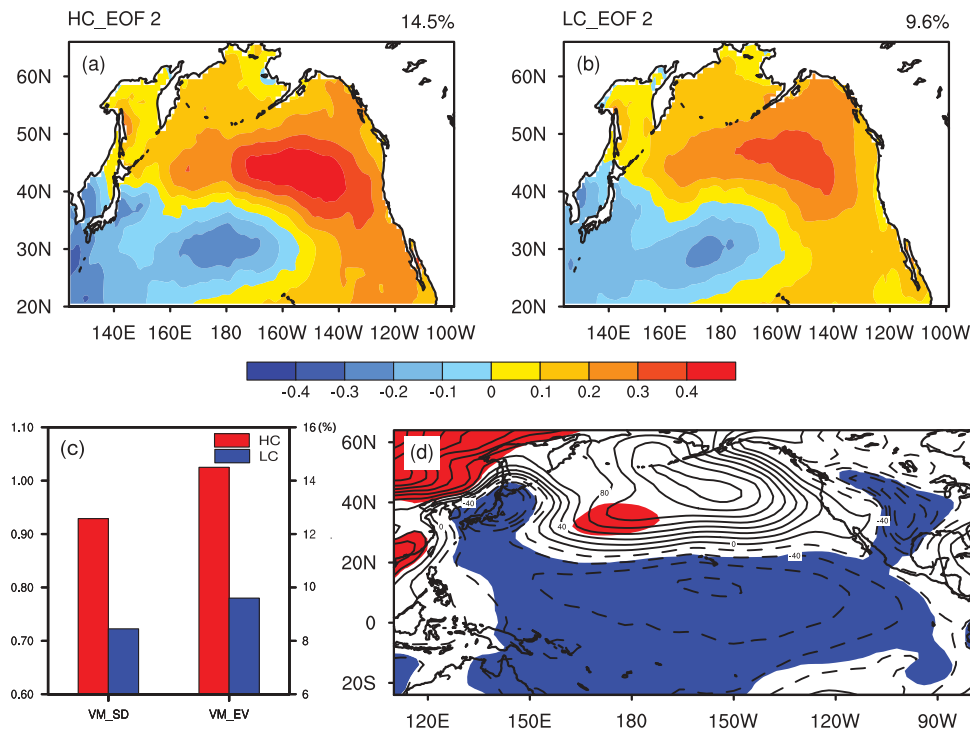 HC_EOF 2 14.5% LC_EOF 2 9.6%
(a) (b)
60N 60N
50N 50N
40N 40N
30N 30N
20N 20N
140E 160E 180 160W 140W 120W 100W 140E 160E 180 160W 140W 120W 100W
-0.4 -0.3 -0.2 -0.1 0 0.1 0.2 0.3 0.4
(c) HC LC
1.10 16(%)
1.00 14
0.90 12
0.80 10
0.70 8
0.60 6
VM_SD VM_EV
(d)
60N
40N
20N
0
20S
-40 0 40 80 0 -40 -40
120E 150E 180 150W 120W 90W